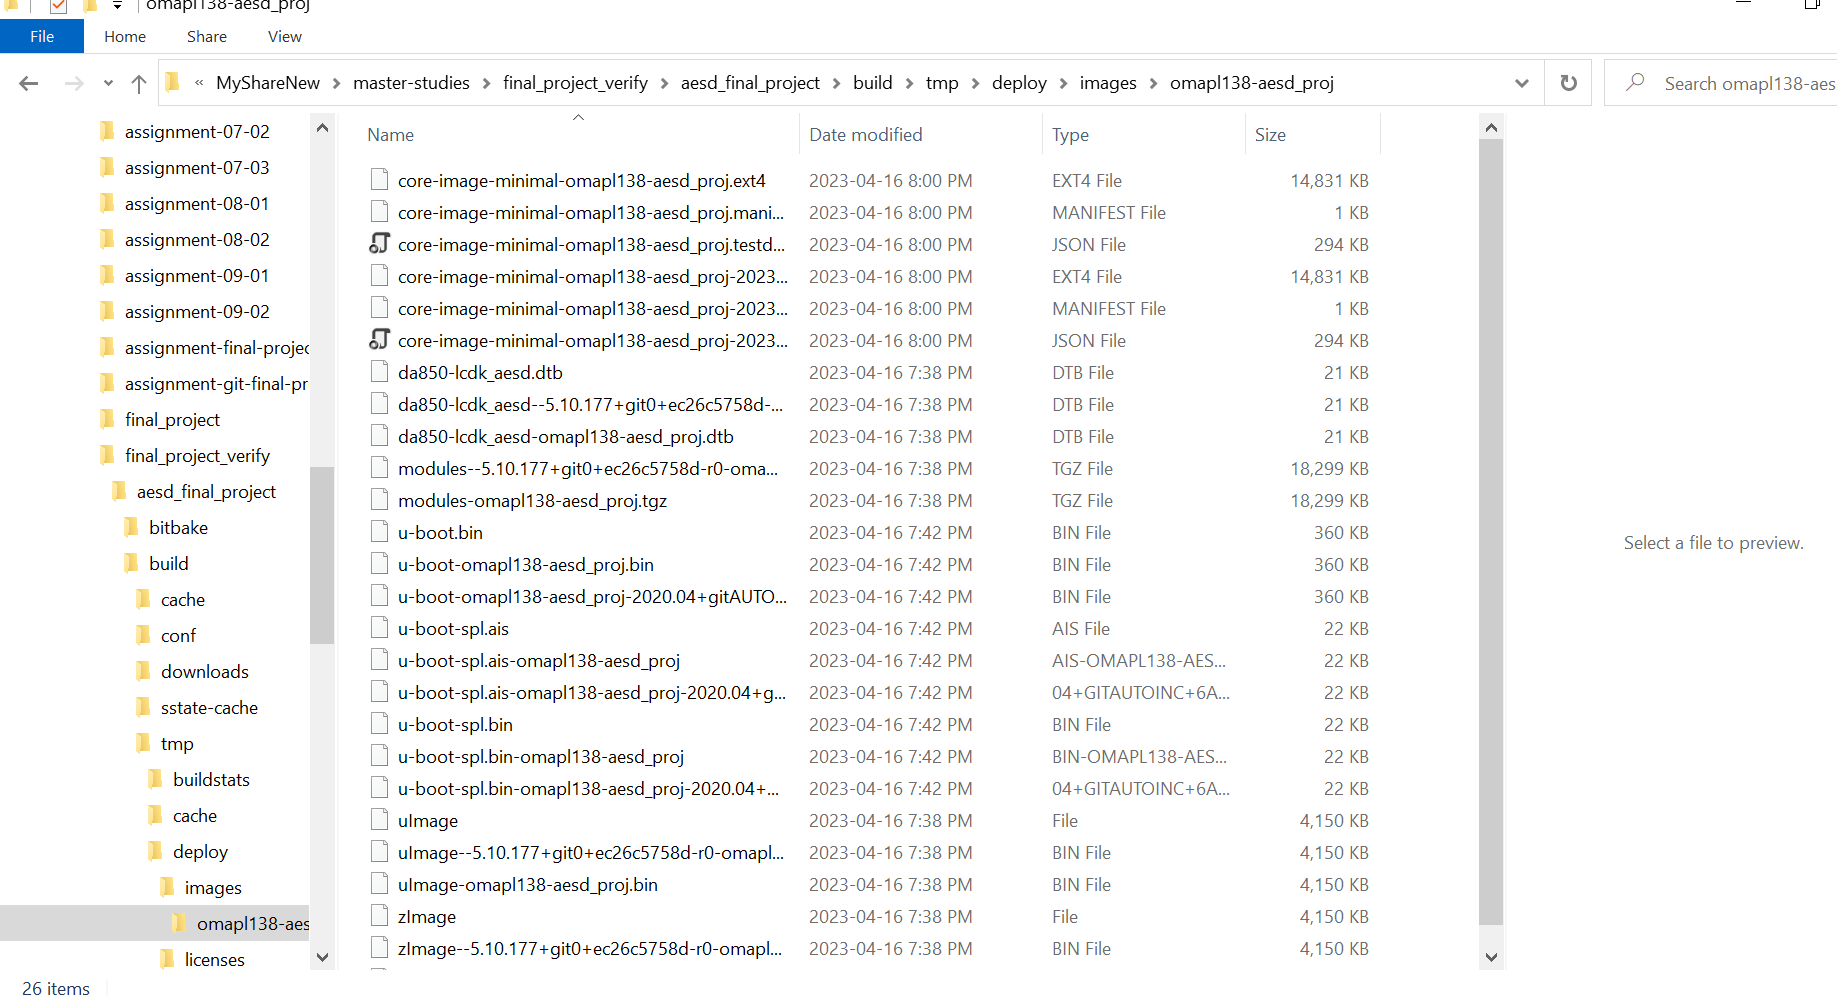 omapl138-aesd_proj
File Home Share View
« MyShareNew > master-studies > final_project_verify > aesd_final_project > build > tmp > deploy > images > omapl138-aesd_proj
Search omapl138-aes
assignment-07-02
assignment-07-03
assignment-08-01
assignment-08-02
assignment-09-01
assignment-09-02
assignment-final-projec
assignment-git-final-pr
final_project
final_project_verify
aesd_final_project
bitbake
build
cache
conf
downloads
sstate-cache
tmp
buildstats
cache
deploy
images
omapl138-aes
licenses
Name Date modified Type Size
core-image-minimal-omapl138-aesd_proj.ext4 2023-04-16 8:00 PM EXT4 File 14,831 KB
core-image-minimal-omapl138-aesd_proj.mani... 2023-04-16 8:00 PM MANIFEST File 1 KB
core-image-minimal-omapl138-aesd_proj.testd... 2023-04-16 8:00 PM JSON File 294 KB
core-image-minimal-omapl138-aesd_proj-2023... 2023-04-16 8:00 PM EXT4 File 14,831 KB
core-image-minimal-omapl138-aesd_proj-2023... 2023-04-16 8:00 PM MANIFEST File 1 KB
core-image-minimal-omapl138-aesd_proj-2023... 2023-04-16 8:00 PM JSON File 294 KB
da850-lcdk_aesd.dtb 2023-04-16 7:38 PM DTB File 21 KB
da850-lcdk_aesd--5.10.177+git0+ec26c5758d-... 2023-04-16 7:38 PM DTB File 21 KB
da850-lcdk_aesd-omapl138-aesd_proj.dtb 2023-04-16 7:38 PM DTB File 21 KB
modules--5.10.177+git0+ec26c5758d-r0-oma... 2023-04-16 7:38 PM TGZ File 18,299 KB
modules-omapl138-aesd_proj.tgz 2023-04-16 7:38 PM TGZ File 18,299 KB
u-boot.bin 2023-04-16 7:42 PM BIN File 360 KB
u-boot-omapl138-aesd_proj.bin 2023-04-16 7:42 PM BIN File 360 KB
u-boot-omapl138-aesd_proj-2020.04+gitAUTO... 2023-04-16 7:42 PM BIN File 360 KB
u-boot-spl.ais 2023-04-16 7:42 PM AIS File 22 KB
u-boot-spl.ais-omapl138-aesd_proj 2023-04-16 7:42 PM AIS-OMAPL138-AES... 22 KB
u-boot-spl.ais-omapl138-aesd_proj-2020.04+g... 2023-04-16 7:42 PM 04+GITAUTOINC+6A... 22 KB
u-boot-spl.bin 2023-04-16 7:42 PM BIN File 22 KB
u-boot-spl.bin-omapl138-aesd_proj 2023-04-16 7:42 PM BIN-OMAPL138-AES... 22 KB
u-boot-spl.bin-omapl138-aesd_proj-2020.04+... 2023-04-16 7:42 PM 04+GITAUTOINC+6A... 22 KB
uImage 2023-04-16 7:38 PM File 4,150 KB
uImage--5.10.177+git0+ec26c5758d-r0-omapl... 2023-04-16 7:38 PM BIN File 4,150 KB
uImage-omapl138-aesd_proj.bin 2023-04-16 7:38 PM BIN File 4,150 KB
zImage 2023-04-16 7:38 PM File 4,150 KB
zImage--5.10.177+git0+ec26c5758d-r0-omapl... 2023-04-16 7:38 PM BIN File 4,150 KB
Select a file to preview.
26 items